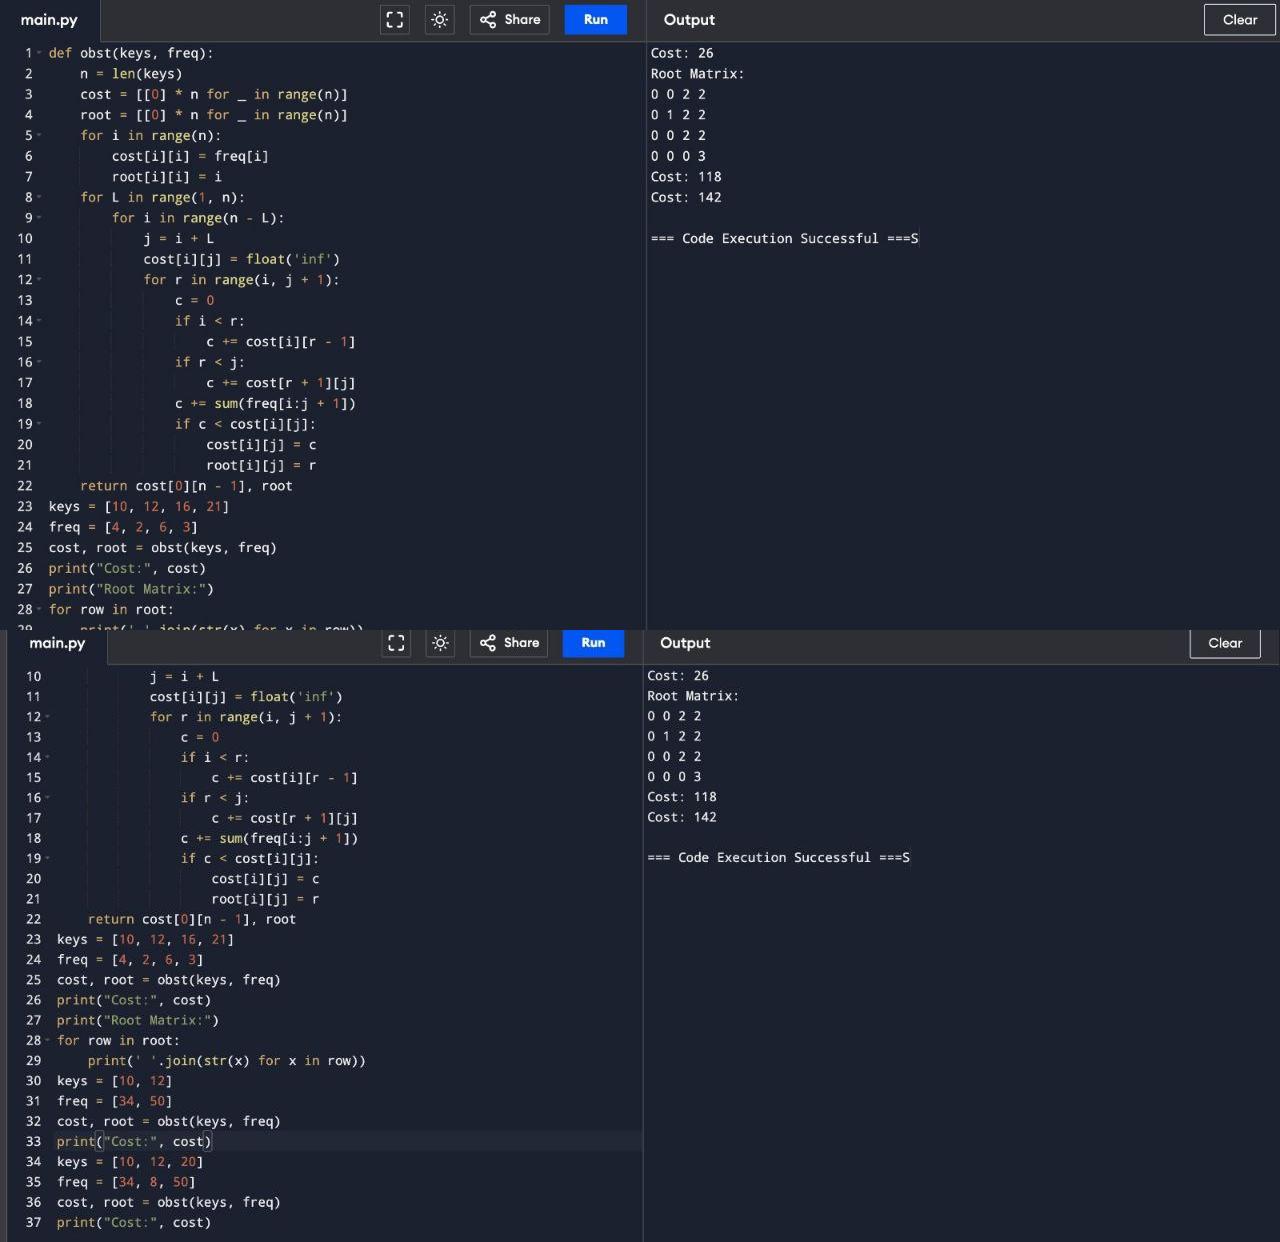 main.py Share Run Output Clear
1 def obst(keys, freq):
2     n = len(keys)
3     cost = [[0] * n for _ in range(n)]
4     root = [[0] * n for _ in range(n)]
5     for i in range(n):
6         cost[i][i] = freq[i]
7         root[i][i] = i
8     for L in range(1, n):
9         for i in range(n - L):
10             j = i + L
11             cost[i][j] = float('inf')
12             for r in range(i, j + 1):
13                 c = 0
14                 if i < r:
15                     c += cost[i][r - 1]
16                 if r < j:
17                     c += cost[r + 1][j]
18                 c += sum(freq[i:j + 1])
19                 if c < cost[i][j]:
20                     cost[i][j] = c
21                     root[i][j] = r
22     return cost[0][n - 1], root
23 keys = [10, 12, 16, 21]
24 freq = [4, 2, 6, 3]
25 cost, root = obst(keys, freq)
26 print("Cost:", cost)
27 print("Root Matrix:")
28 for row in root:
29     print(' '.join(str(x) for x in row))
Cost: 26
Root Matrix:
0 0 2 2
0 1 2 2
0 0 2 2
0 0 0 3
Cost: 118
Cost: 142
=== Code Execution Successful ===S
main.py Share Run Output Clear
10             j = i + L
11             cost[i][j] = float('inf')
12             for r in range(i, j + 1):
13                 c = 0
14                 if i < r:
15                     c += cost[i][r - 1]
16                 if r < j:
17                     c += cost[r + 1][j]
18                 c += sum(freq[i:j + 1])
19                 if c < cost[i][j]:
20                     cost[i][j] = c
21                     root[i][j] = r
22     return cost[0][n - 1], root
23 keys = [10, 12, 16, 21]
24 freq = [4, 2, 6, 3]
25 cost, root = obst(keys, freq)
26 print("Cost:", cost)
27 print("Root Matrix:")
28 for row in root:
29     print(' '.join(str(x) for x in row))
30 keys = [10, 12]
31 freq = [34, 50]
32 cost, root = obst(keys, freq)
33 print("Cost:", cost)
34 keys = [10, 12, 20]
35 freq = [34, 8, 50]
36 cost, root = obst(keys, freq)
37 print("Cost:", cost)
Cost: 26
Root Matrix:
0 0 2 2
0 1 2 2
0 0 2 2
0 0 0 3
Cost: 118
Cost: 142
=== Code Execution Successful ===S